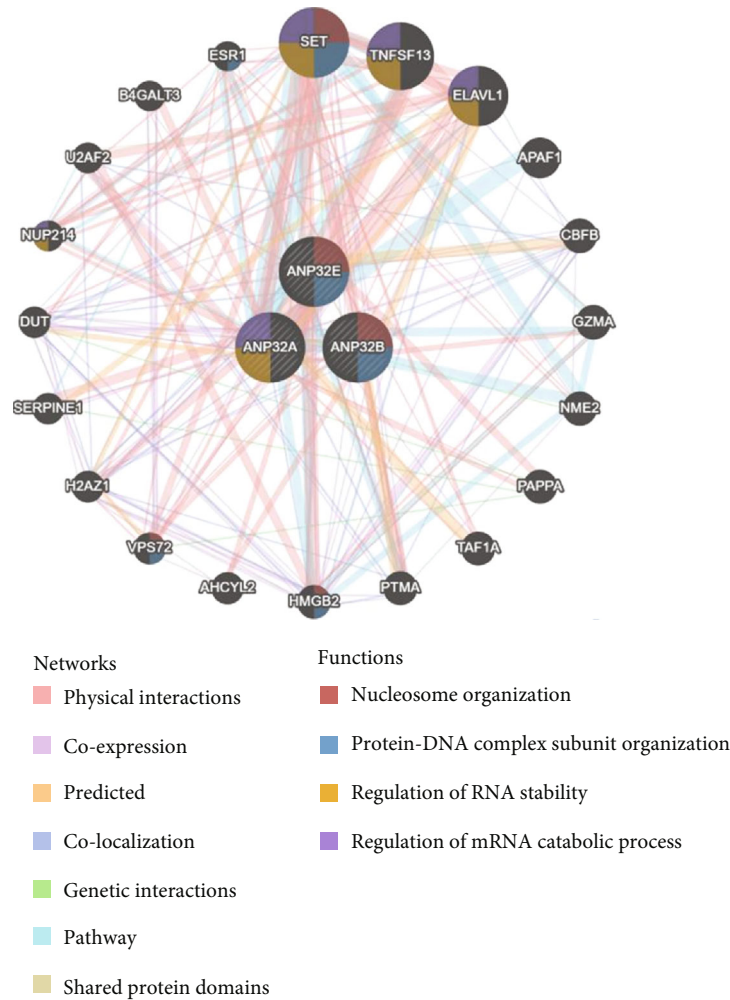 SET
TNFSF13
ESR1
B4GALT3
ELAVL1
U2AF2
APAF1
NUP214
CBFB
ANP32E
DUT
GZMA
ANP32A
ANP32B
SERPINE1
NME2
H2AZ1
PAPPA
VPS72
TAF1A
AHCYL2
HMGB2
PTMA
Networks
Physical interactions
Co-expression
Predicted
Co-localization
Genetic interactions
Pathway
Shared protein domains
Functions
Nucleosome organization
Protein-DNA complex subunit organization
Regulation of RNA stability
Regulation of mRNA catabolic process